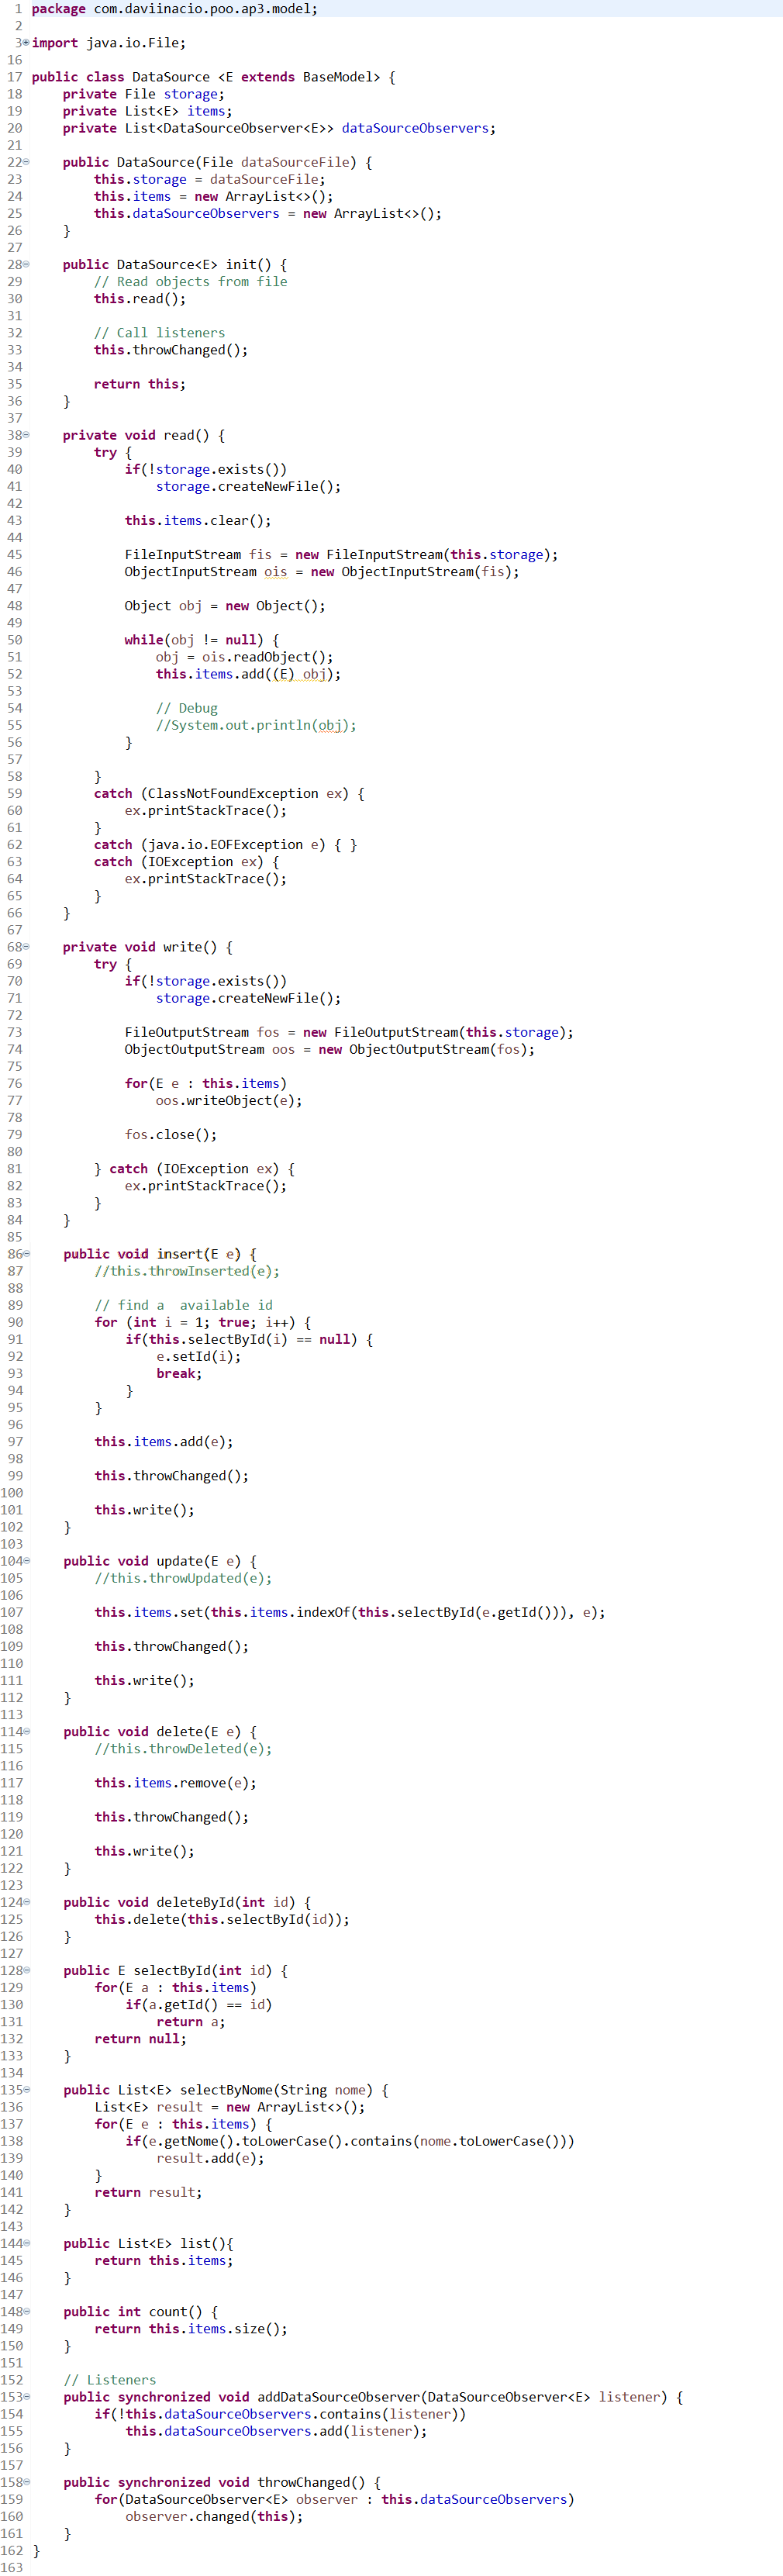 1 package com.daviinacio.poo.ap3.model;
2
3 import java.io.File;
16
17 public class DataSource <E extends BaseModel> {
18     private File storage;
19     private List<E> items;
20     private List<DataSourceObserver<E>> dataSourceObservers;
21
22     public DataSource(File dataSourceFile) {
23         this.storage = dataSourceFile;
24         this.items = new ArrayList<>();
25         this.dataSourceObservers = new ArrayList<>();
26     }
27
28     public DataSource<E> init() {
29         // Read objects from file
30         this.read();
31
32         // Call listeners
33         this.throwChanged();
34
35         return this;
36     }
37
38     private void read() {
39         try {
40             if(!storage.exists())
41                 storage.createNewFile();
42
43             this.items.clear();
44
45             FileInputStream fis = new FileInputStream(this.storage);
46             ObjectInputStream ois = new ObjectInputStream(fis);
47
48             Object obj = new Object();
49
50             while(obj != null) {
51                 obj = ois.readObject();
52                 this.items.add((E) obj);
53
54                 // Debug
55                 //System.out.println(obj);
56             }
57
58         }
59         catch (ClassNotFoundException ex) {
60             ex.printStackTrace();
61         }
62         catch (java.io.EOFException e) { }
63         catch (IOException ex) {
64             ex.printStackTrace();
65         }
66     }
67
68     private void write() {
69         try {
70             if(!storage.exists())
71                 storage.createNewFile();
72
73             FileOutputStream fos = new FileOutputStream(this.storage);
74             ObjectOutputStream oos = new ObjectOutputStream(fos);
75
76             for(E e : this.items)
77                 oos.writeObject(e);
78
79             fos.close();
80
81         } catch (IOException ex) {
82             ex.printStackTrace();
83         }
84     }
85
86     public void insert(E e) {
87         //this.throwInserted(e);
88
89         // find a  available id
90         for (int i = 1; true; i++) {
91             if(this.selectById(i) == null) {
92                 e.setId(i);
93                 break;
94             }
95         }
96
97         this.items.add(e);
98
99         this.throwChanged();
100
101         this.write();
102     }
103
104     public void update(E e) {
105         //this.throwUpdated(e);
106
107         this.items.set(this.items.indexOf(this.selectById(e.getId())), e);
108
109         this.throwChanged();
110
111         this.write();
112     }
113
114     public void delete(E e) {
115         //this.throwDeleted(e);
116
117         this.items.remove(e);
118
119         this.throwChanged();
120
121         this.write();
122     }
123
124     public void deleteById(int id) {
125         this.delete(this.selectById(id));
126     }
127
128     public E selectById(int id) {
129         for(E a : this.items)
130             if(a.getId() == id)
131                 return a;
132         return null;
133     }
134
135     public List<E> selectByNome(String nome) {
136         List<E> result = new ArrayList<>();
137         for(E e : this.items) {
138             if(e.getNome().toLowerCase().contains(nome.toLowerCase()))
139                 result.add(e);
140         }
141         return result;
142     }
143
144     public List<E> list(){
145         return this.items;
146     }
147
148     public int count() {
149         return this.items.size();
150     }
151
152     // Listeners
153     public synchronized void addDataSourceObserver(DataSourceObserver<E> listener) {
154         if(!this.dataSourceObservers.contains(listener))
155             this.dataSourceObservers.add(listener);
156     }
157
158     public synchronized void throwChanged() {
159         for(DataSourceObserver<E> observer : this.dataSourceObservers)
160             observer.changed(this);
161     }
162 }
163